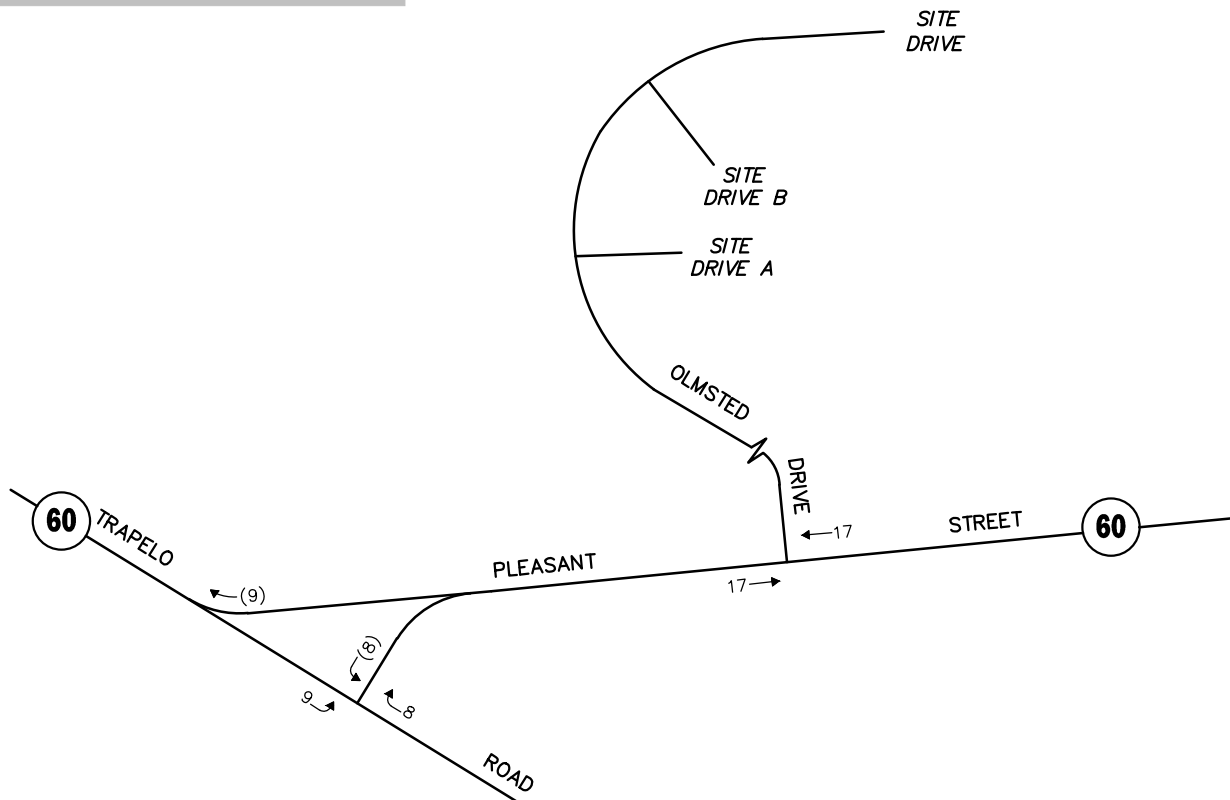 SITE
DRIVE
SITE
DRIVE B
SITE
DRIVE A
OLMSTED
DRIVE
60
TRAPELO
PLEASANT
STREET
60
17
17
(9)
(8)
9
8
ROAD